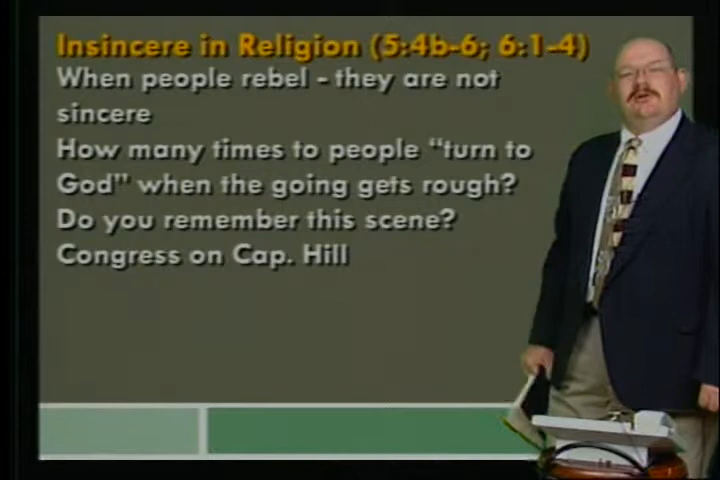 Insincere in Religion (5:4b-6; 6:1-4)
When people rebel - they are not
sincere
How many times to people “turn to
God” when the going gets rough?
Do you remember this scene?
Congress on Cap. Hill